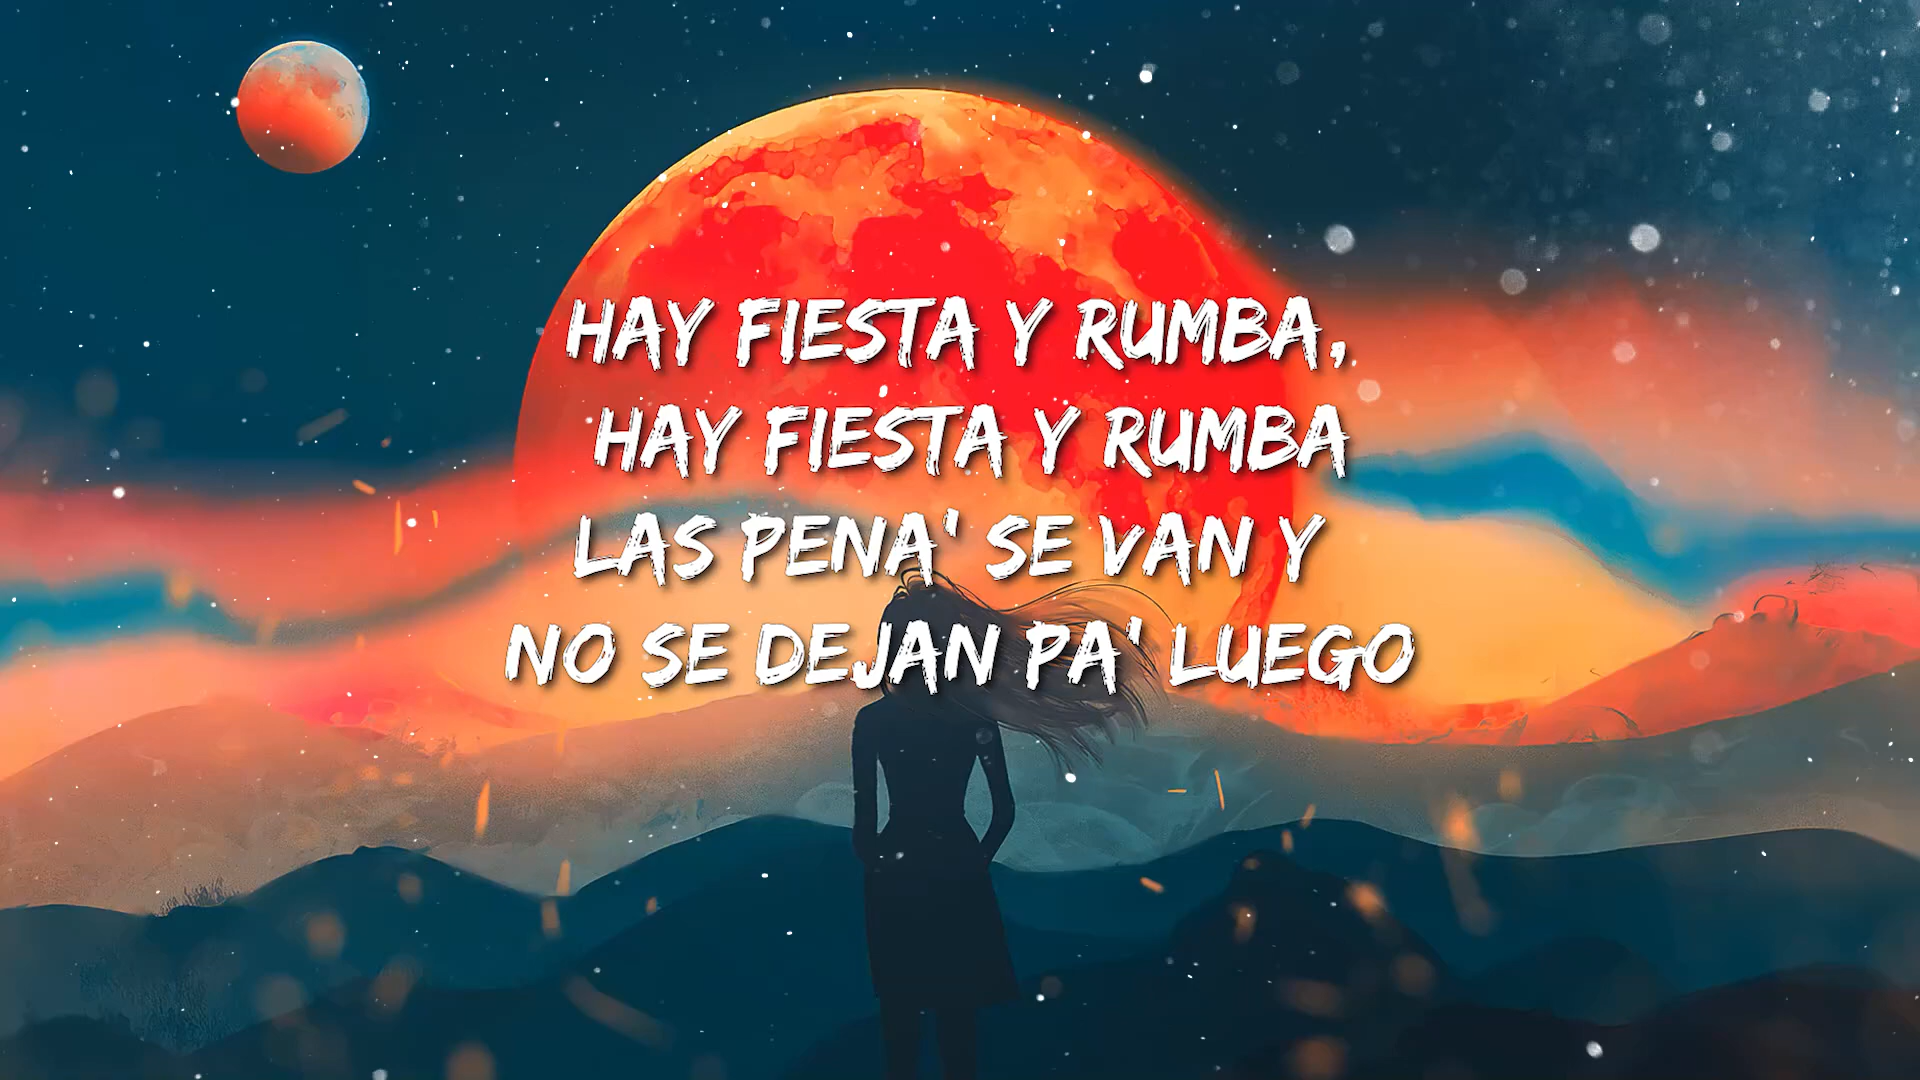 HAY FIESTA Y RUMBA,
HAY FIESTA Y RUMBA
LAS PENA' SE VAN Y
NO SE DEJAN PA' LUEGO